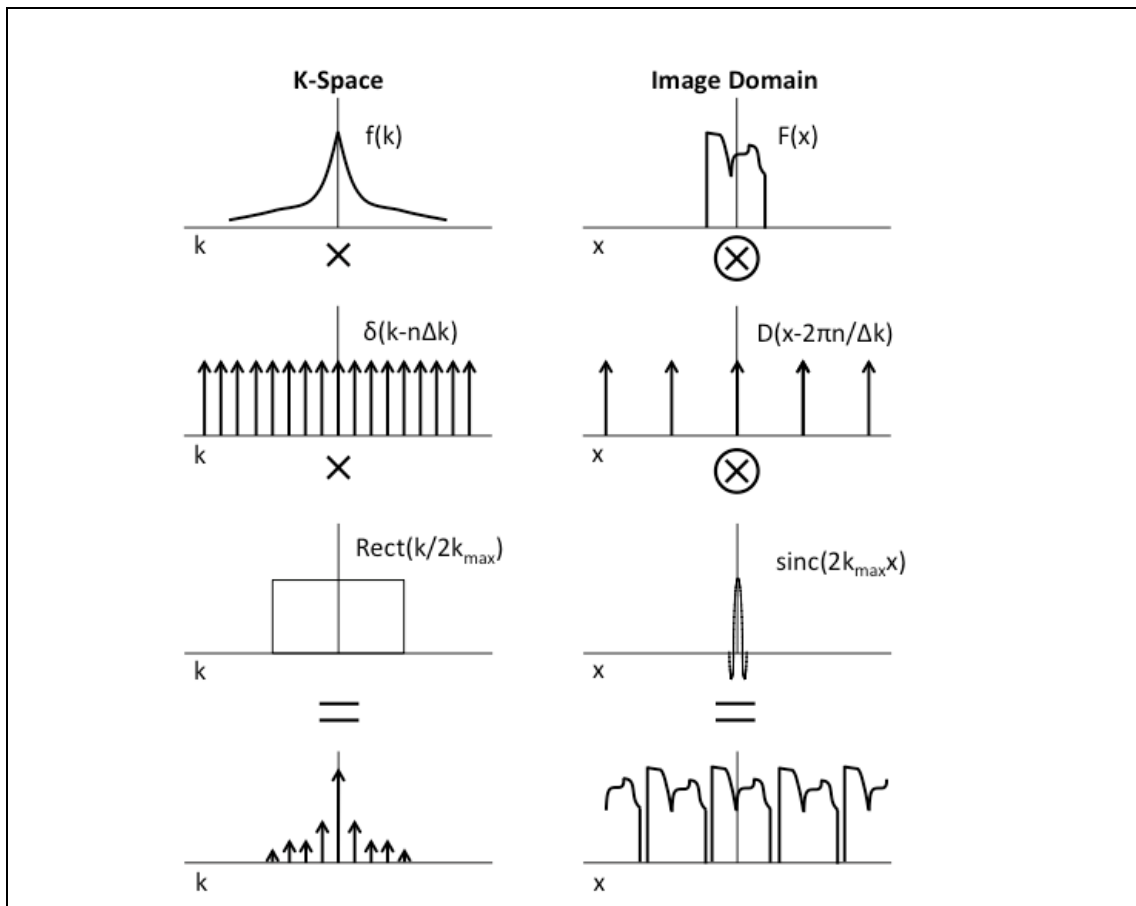 K-Space
Image Domain
f(k)
F(x)
k
x
×
⊗
δ(k-nΔk)
D(x-2πn/Δk)
k
x
×
⊗
Rect(k/2kmax)
sinc(2kmaxx)
k
x
=
=
k
x